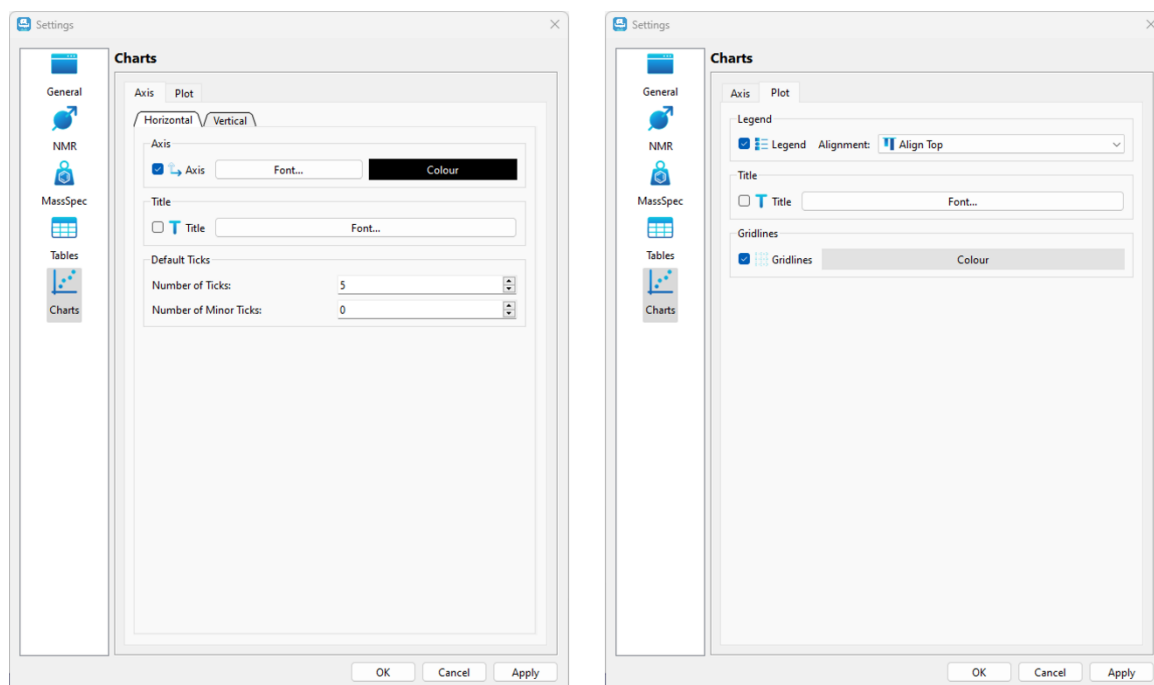 Settings
Charts
General
NMR
MassSpec
Tables
Charts
Axis Plot
Horizontal Vertical
Axis
Axis Font... Colour
Title
Title Font...
Default Ticks
Number of Ticks: 5
Number of Minor Ticks: 0
OK Cancel Apply
Settings
Charts
General
NMR
MassSpec
Tables
Charts
Axis Plot
Legend
Legend Alignment: Align Top
Title
Title Font...
Gridlines
Gridlines Colour
OK Cancel Apply